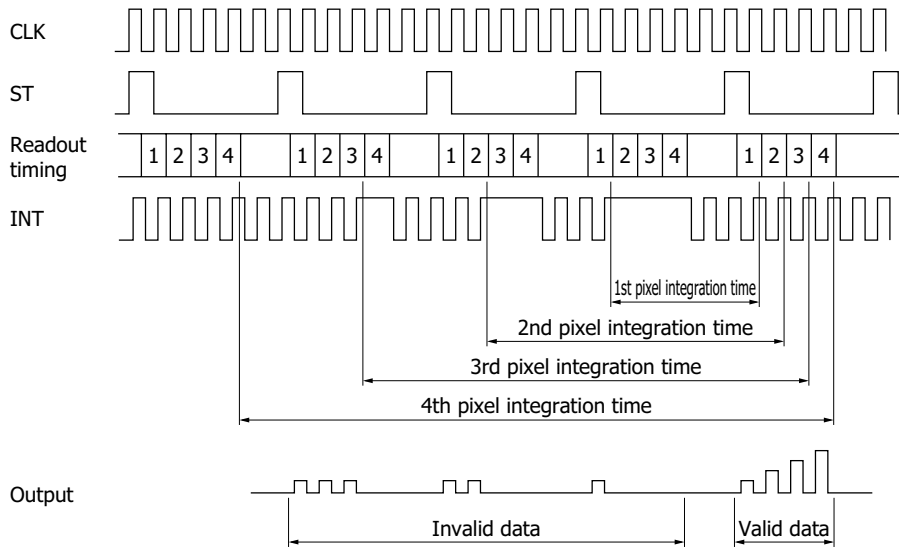 CLK
ST
Readout
timing
1 2 3 4 1 2 3 4 1 2 3 4 1 2 3 4 1 2 3 4
INT
1st pixel integration time
2nd pixel integration time
3rd pixel integration time
4th pixel integration time
Output
Invalid data Valid data